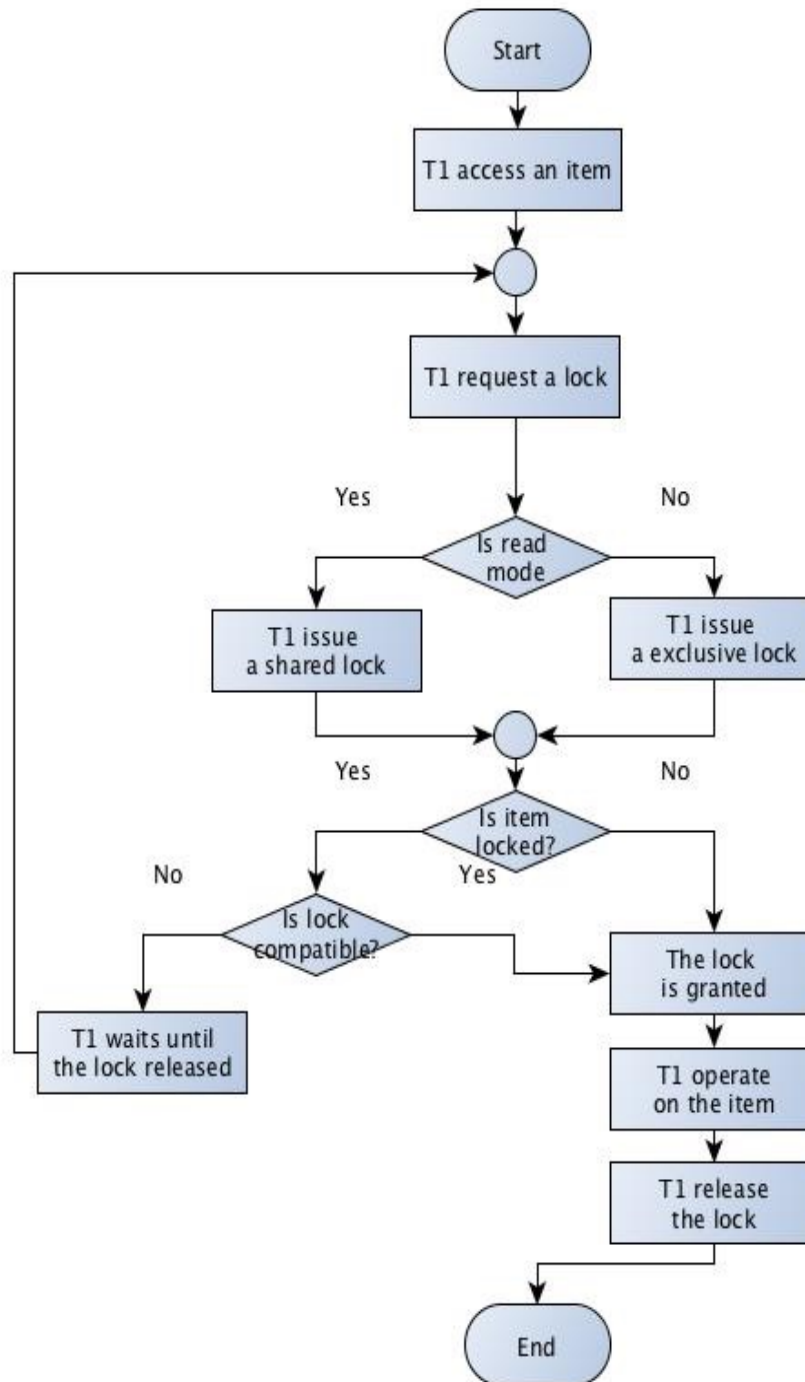 Start
T1 access an item
T1 request a lock
Yes
No
Is read
mode
T1 issue
a shared lock
T1 issue
a exclusive lock
Yes
No
Is item
locked?
No
Yes
Is lock
compatible?
The lock
is granted
T1 waits until
the lock released
T1 operate
on the item
T1 release
the lock
End